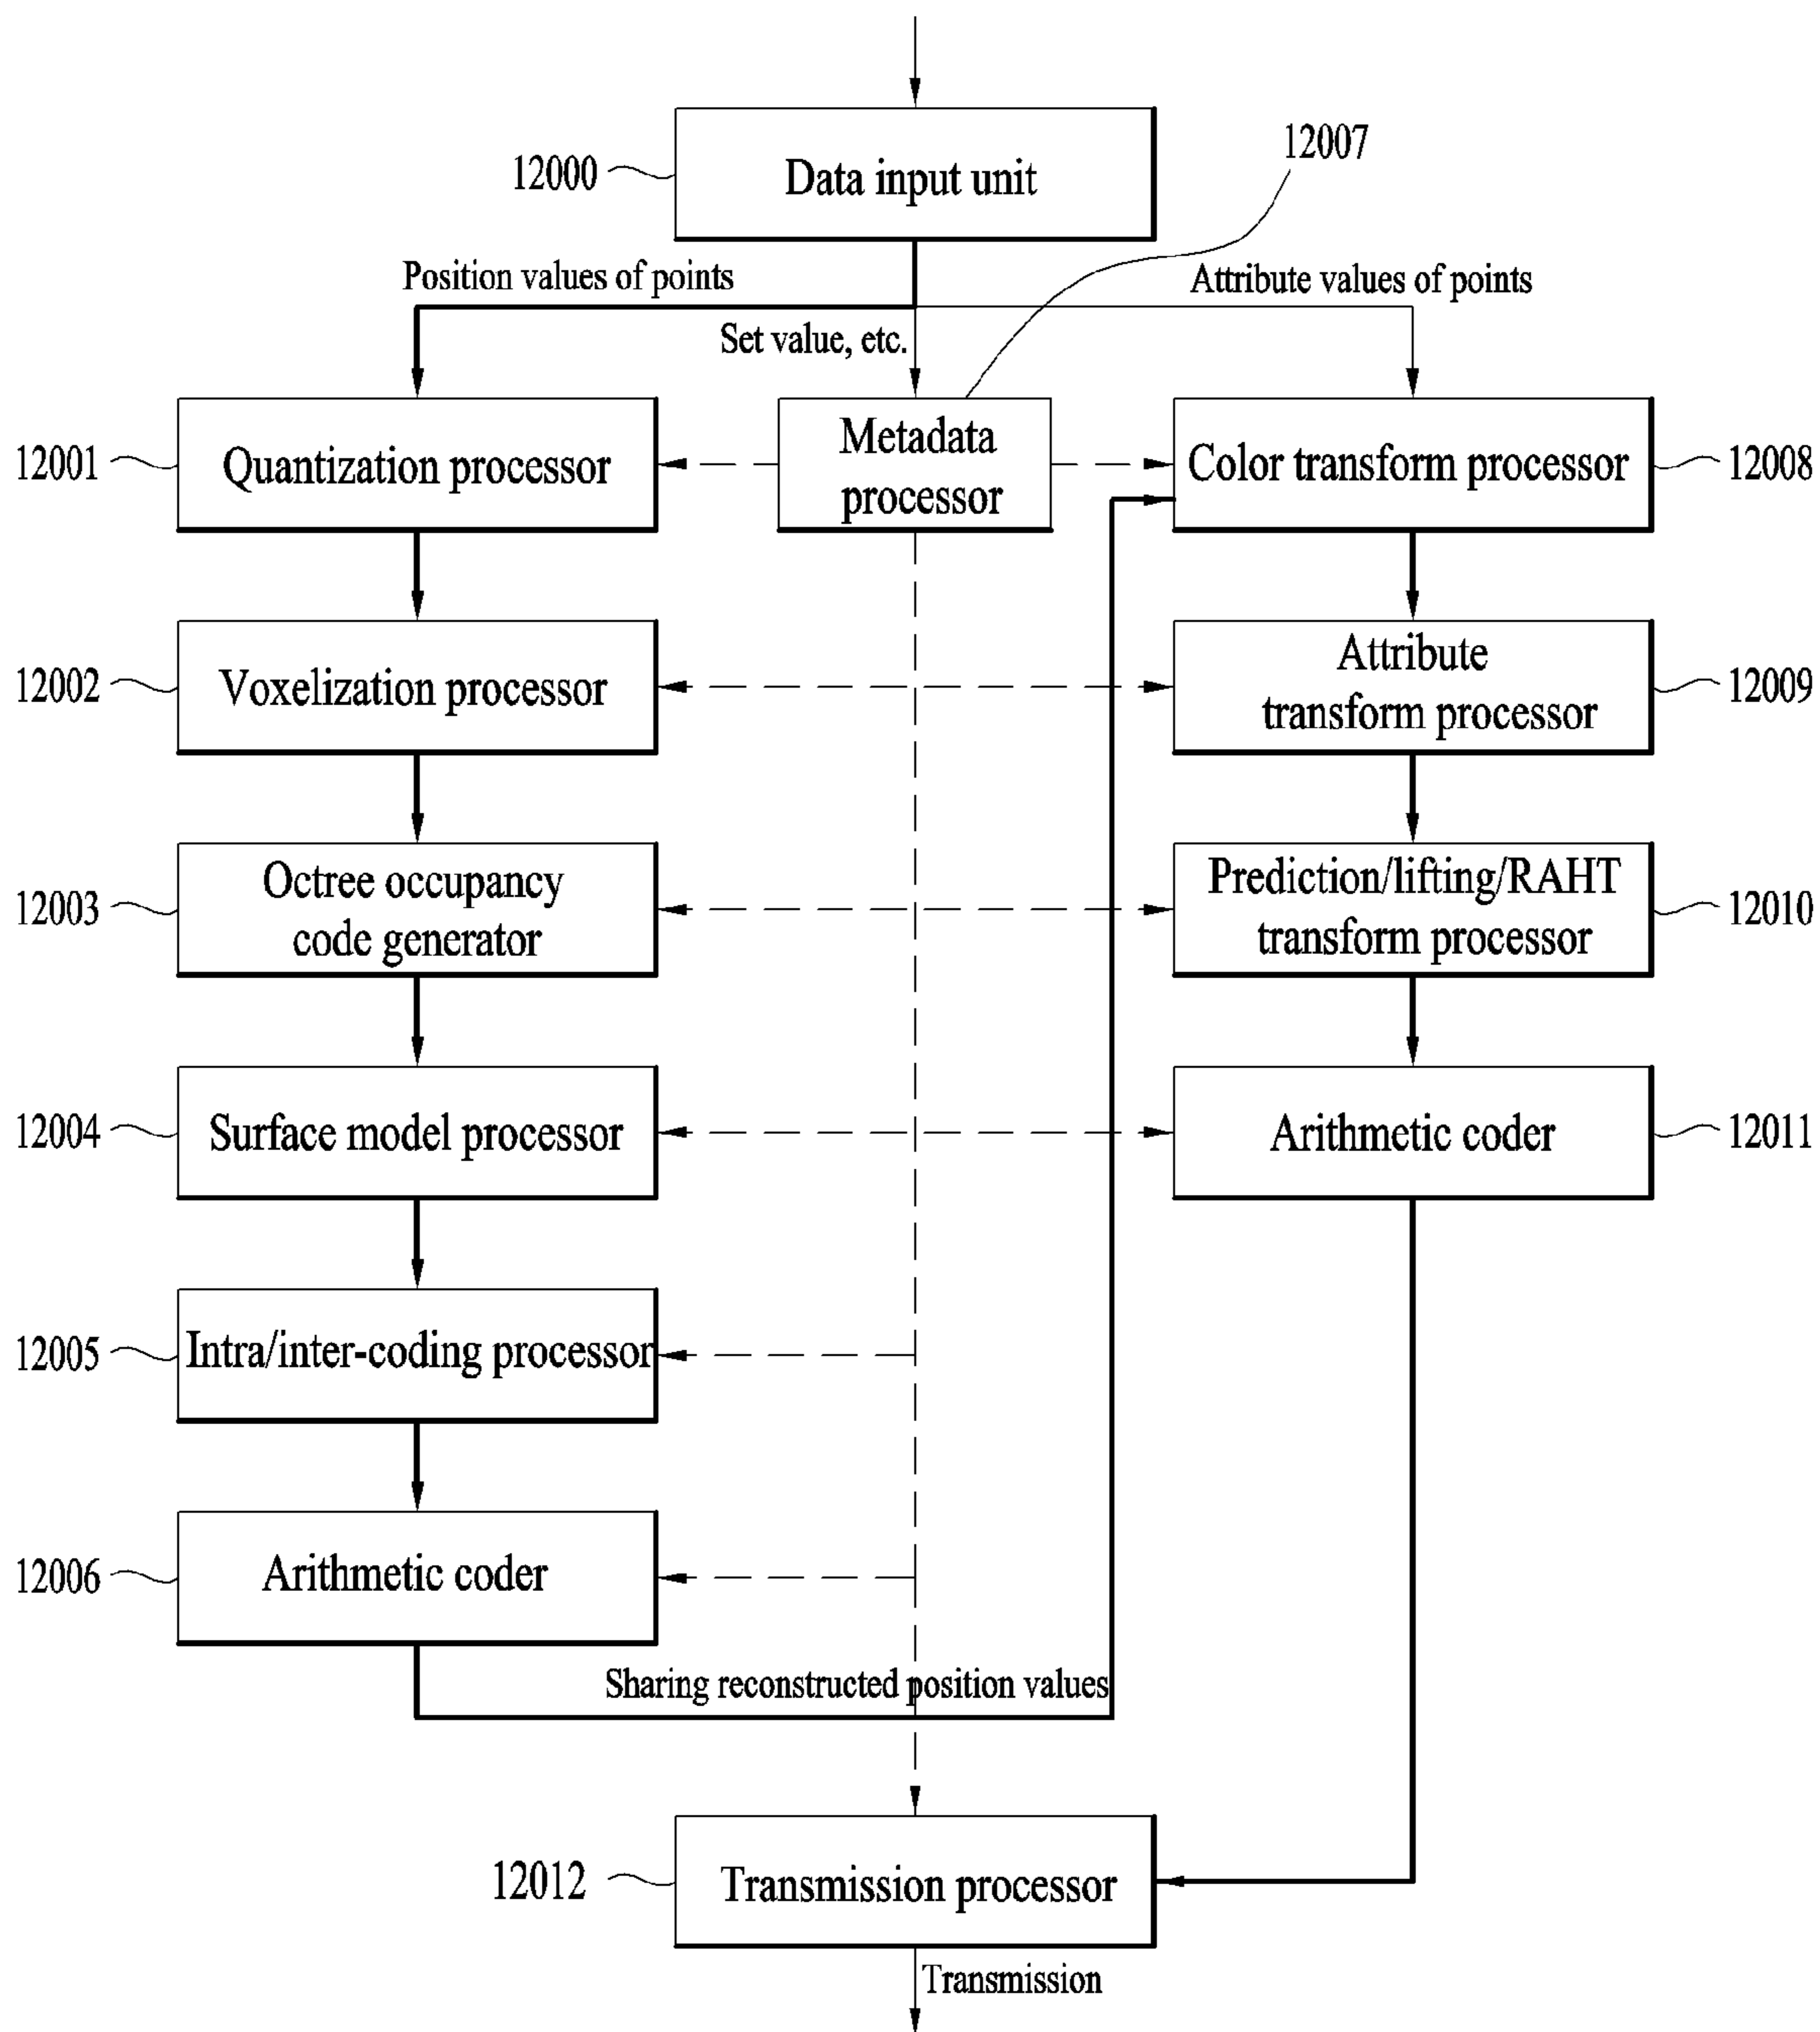 12000
Data input unit
12007
Position values of points
Set value, etc.
Attribute values of points
12001
Quantization processor
Metadata
processor
Color transform processor
12008
12002
Voxelization processor
Attribute
transform processor
12009
12003
Octree occupancy
code generator
Prediction/lifting/RAHT
transform processor
12010
12004
Surface model processor
Arithmetic coder
12011
12005
Intra/inter-coding processor
12006
Arithmetic coder
Sharing reconstructed position values
12012
Transmission processor
Transmission